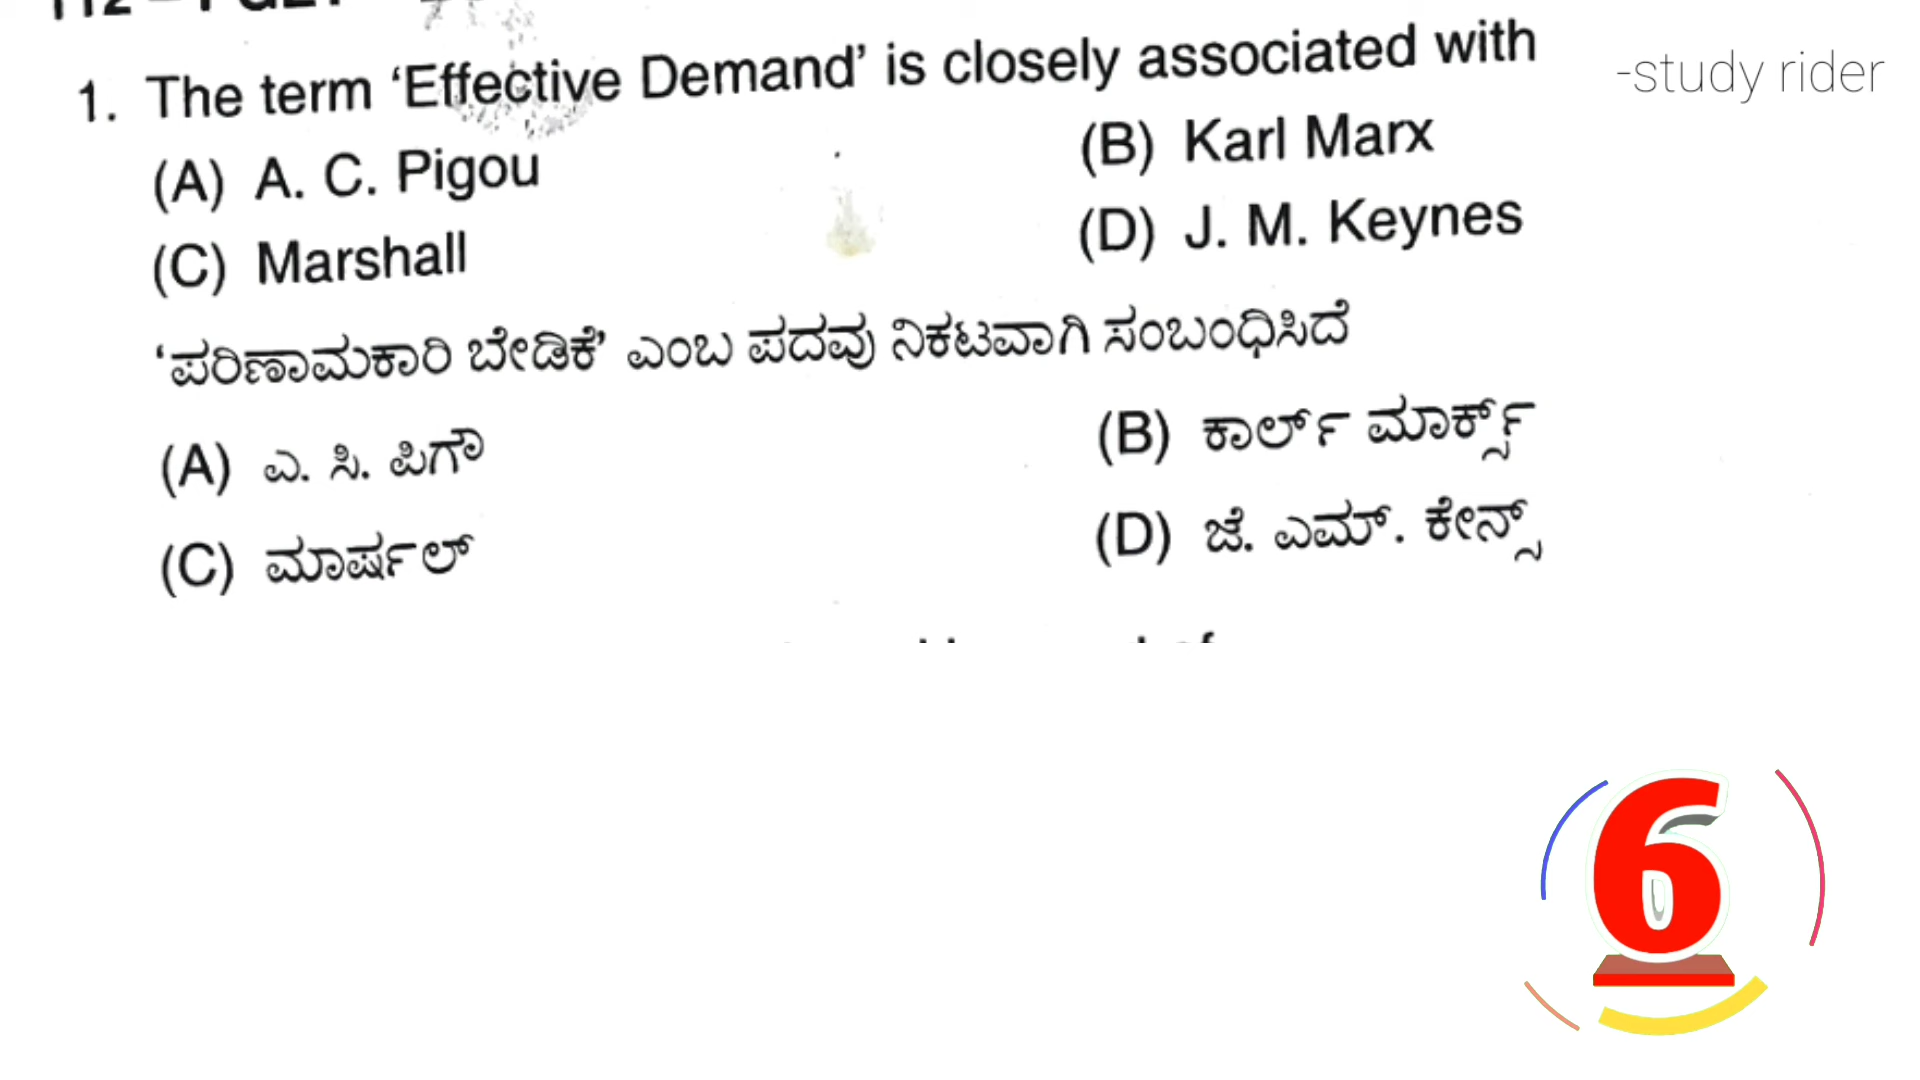 1. The term ‘Effective Demand’ is closely associated with
-study rider
(A) A. C. Pigou (B) Karl Marx
(C) Marshall (D) J. M. Keynes
‘ಪರಿಣಾಮಕಾರಿ ಬೇಡಿಕೆ’ ಎಂಬ ಪದವು ನಿಕಟವಾಗಿ ಸಂಬಂಧಿಸಿದೆ
(A) ಎ. ಸಿ. ಪಿಗೌ (B) ಕಾರ್ಲ್ ಮಾರ್ಕ್ಸ್
(C) ಮಾರ್ಷಲ್ (D) ಜೆ. ಎಮ್. ಕೇನ್ಸ್
6